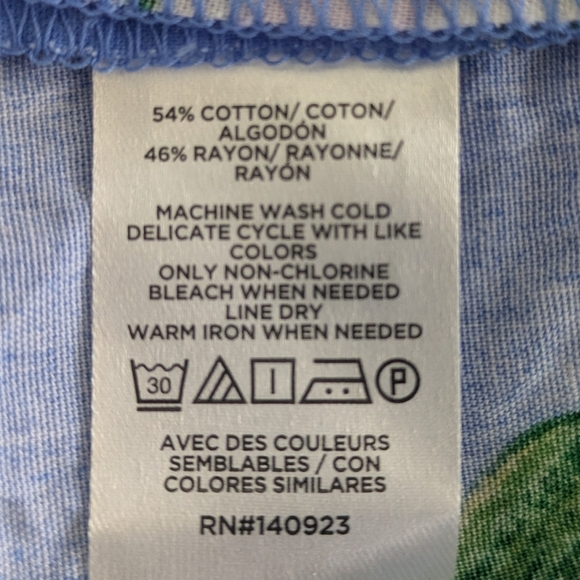 54% COTTON/ COTON/
ALGODÓN
46% RAYON/ RAYONNE/
RAYÓN
MACHINE WASH COLD
DELICATE CYCLE WITH LIKE
COLORS
ONLY NON-CHLORINE
BLEACH WHEN NEEDED
LINE DRY
WARM IRON WHEN NEEDED
30 P
AVEC DES COULEURS
SEMBLABLES / CON
COLORES SIMILARES
RN#140923